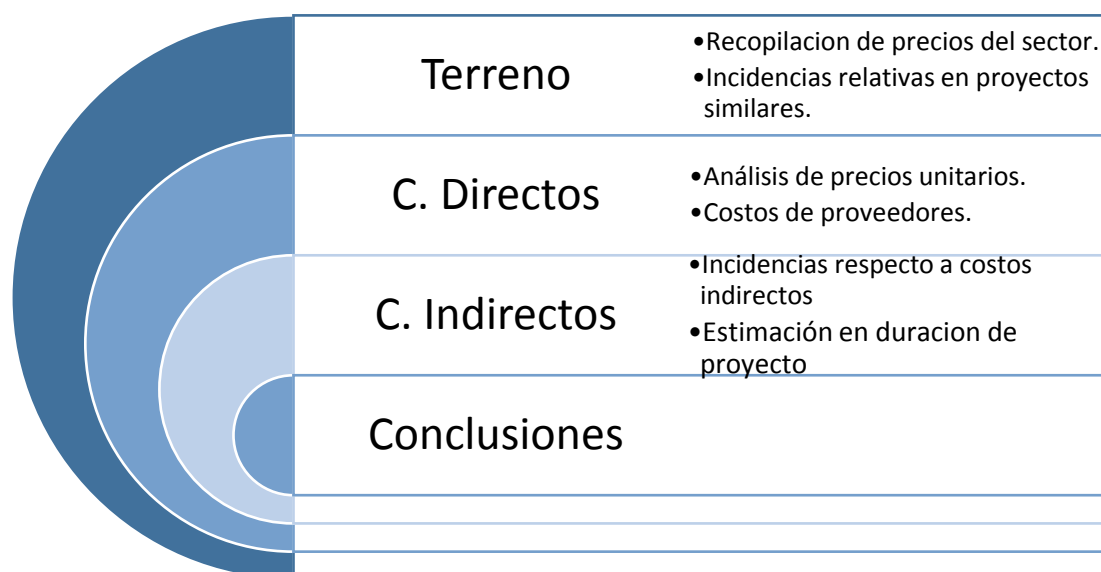 Terreno
•Recopilacion de precios del sector.
•Incidencias relativas en proyectos
similares.
C. Directos
•Análisis de precios unitarios.
•Costos de proveedores.
C. Indirectos
•Incidencias respecto a costos
indirectos
•Estimación en duracion de
proyecto
Conclusiones